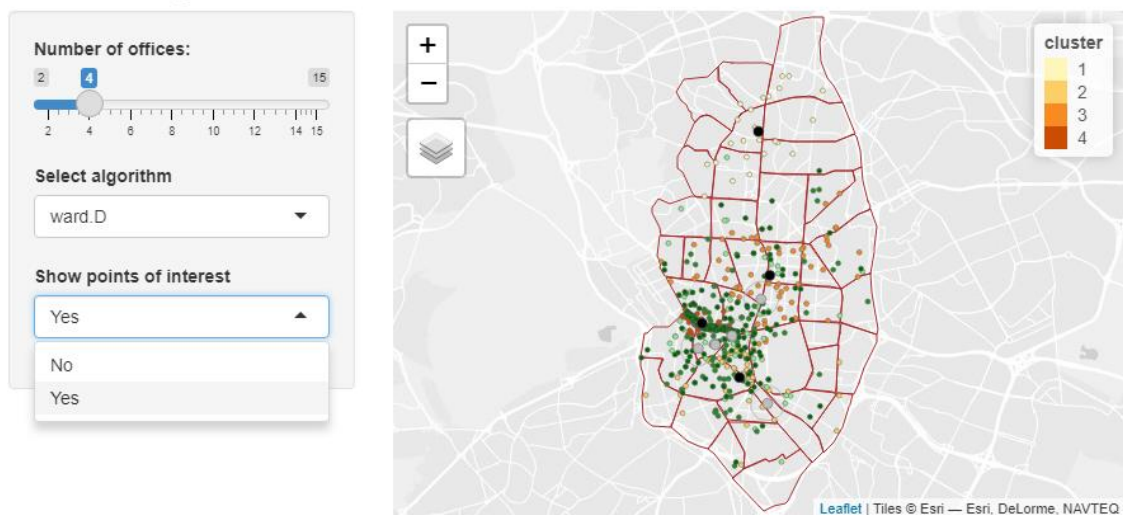 Number of offices:
2 4 15
2 4 6 8 10 12 14 15
Select algorithm
ward.D
Show points of interest
Yes
No
Yes
+
−
cluster
1
2
3
4
Leaflet | Tiles © Esri — Esri, DeLorme, NAVTEQ